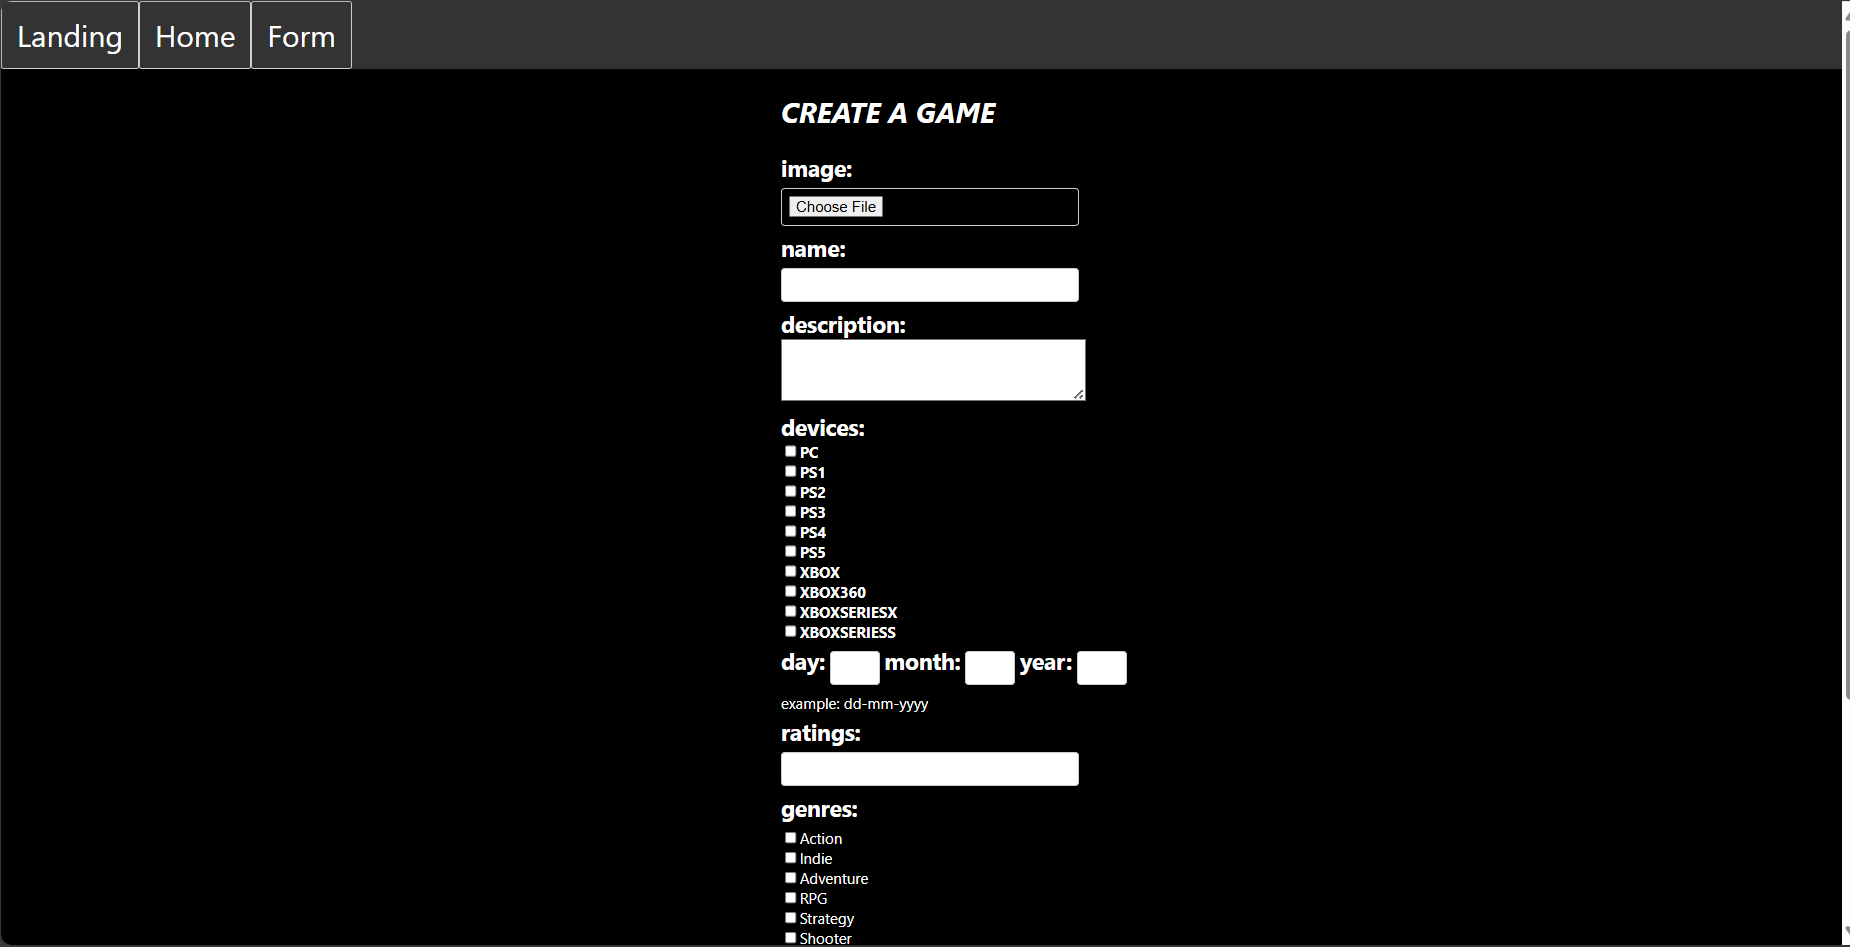 Landing Home Form
CREATE A GAME
image:
Choose File
name:
description:
devices:
PC
PS1
PS2
PS3
PS4
PS5
XBOX
XBOX360
XBOXSERIESX
XBOXSERIESS
day: month: year:
example: dd-mm-yyyy
ratings:
genres:
Action
Indie
Adventure
RPG
Strategy
Shooter